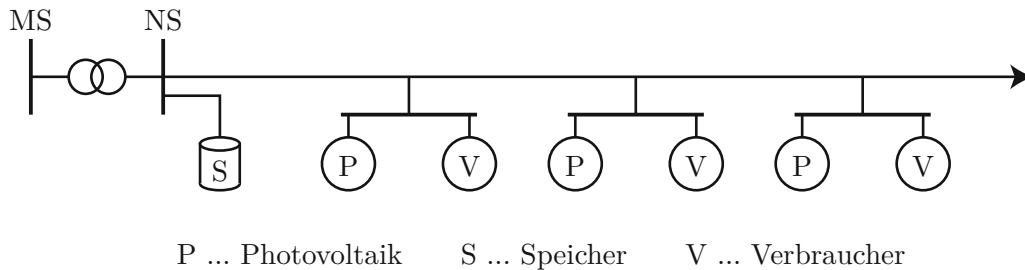 MS NS
S P V P V P V
P ... Photovoltaik S ... Speicher V ... Verbraucher